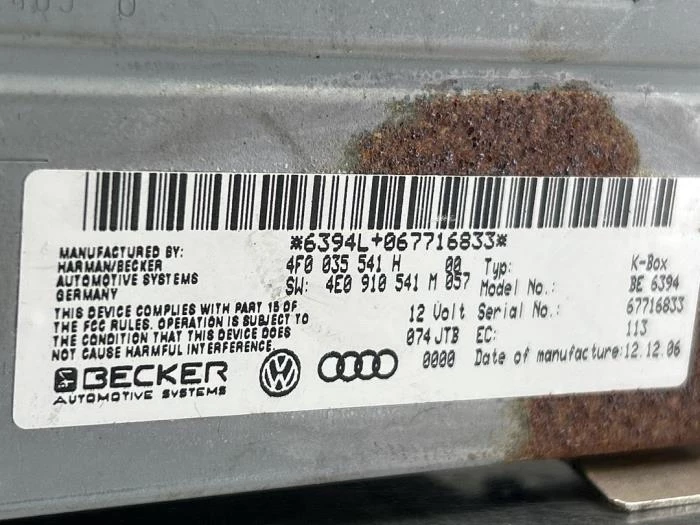 *6394L+067716833*
MANUFACTURED BY:
HARMAN/BECKER
AUTOMOTIVE SYSTEMS
GERMANY
4F0 035 541 H 00 Typ: K-Box
SW: 4E0 910 541 M 057 Model No.: BE 6394
12 Volt Serial No.: 67716833
074 JTB EC: 113
0000 Date of manufacture: 12.12.06
THIS DEVICE COMPLIES WITH PART 15 OF
THE FCC RULES. OPERATION IS SUBJECT TO
THE CONDITION THAT THIS DEVICE DOES
NOT CAUSE HARMFUL INTERFERENCE.
BECKER
AUTOMOTIVE SYSTEMS